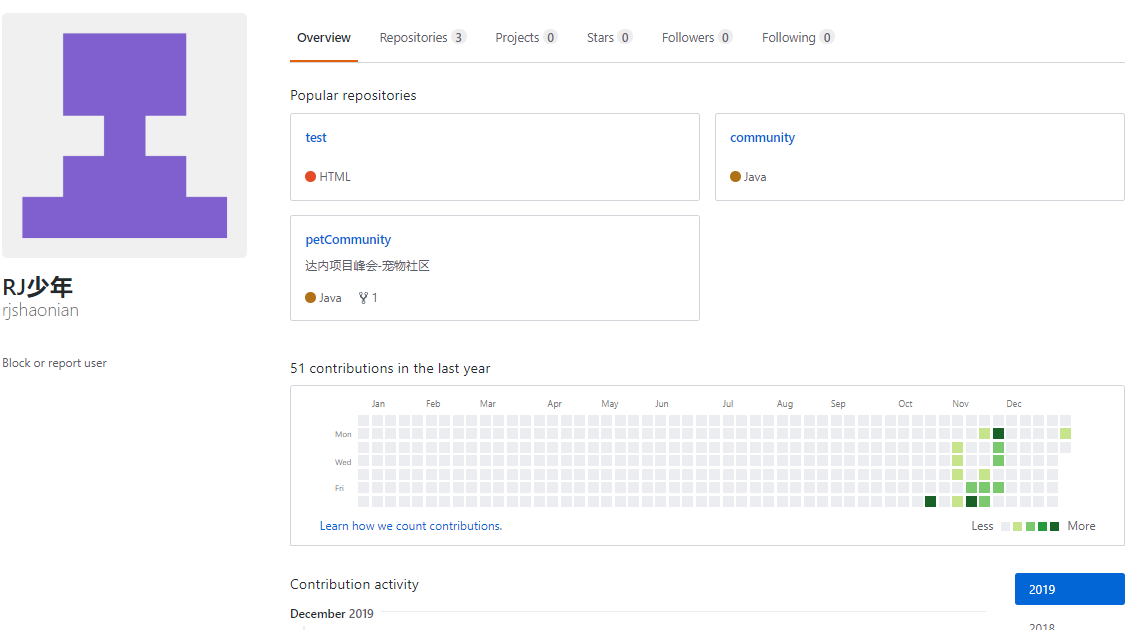 Overview Repositories 3 Projects 0 Stars 0 Followers 0 Following 0
Popular repositories
test
HTML
community
Java
petCommunity
达内项目峰会-宠物社区
Java 1
RJ少年
rjshaonian
Block or report user
51 contributions in the last year
Jan Feb Mar Apr May Jun Jul Aug Sep Oct Nov Dec
Mon
Wed
Fri
Learn how we count contributions.
Less More
Contribution activity
2019
December 2019
2018